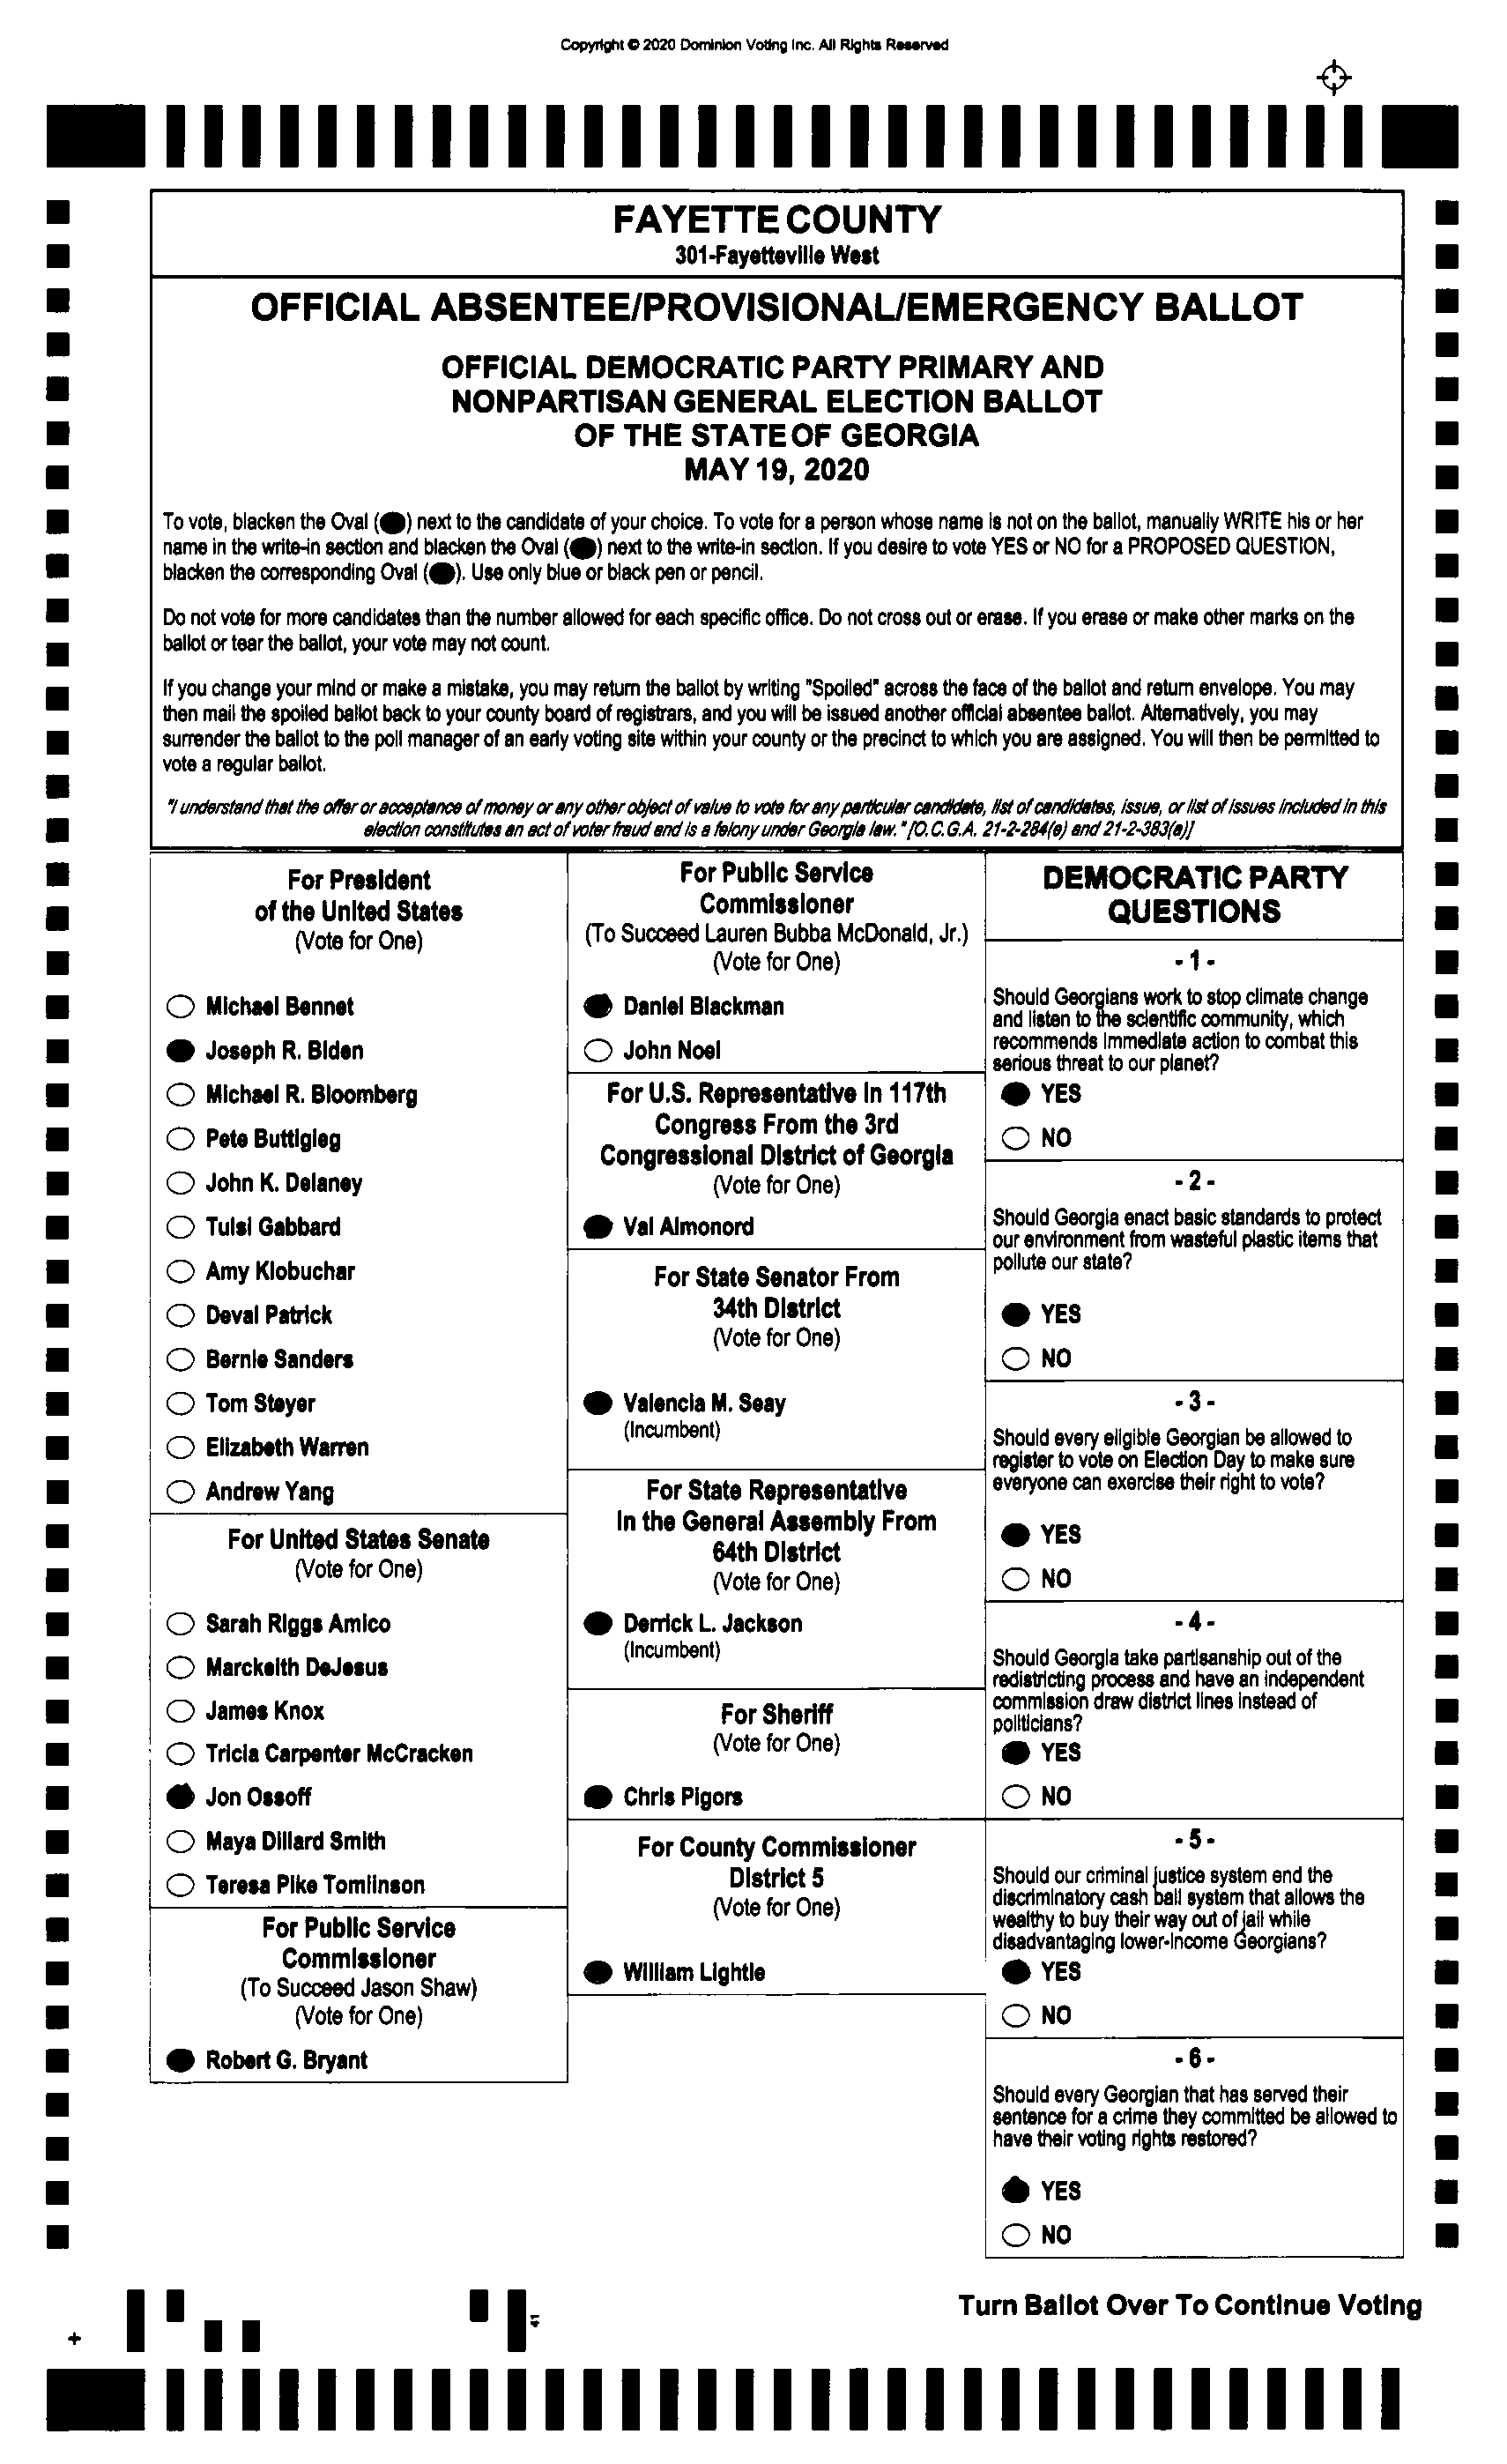 Copyright © 2020 Dominion Voting Inc. All Rights Reserved
FAYETTE COUNTY
301-Fayetteville West
OFFICIAL ABSENTEE/PROVISIONAL/EMERGENCY BALLOT
OFFICIAL DEMOCRATIC PARTY PRIMARY AND
NONPARTISAN GENERAL ELECTION BALLOT
OF THE STATE OF GEORGIA
MAY 19, 2020
To vote, blacken the Oval (●) next to the candidate of your choice. To vote for a person whose name is not on the ballot, manually WRITE his or her
name in the write-in section and blacken the Oval (●) next to the write-in section. If you desire to vote YES or NO for a PROPOSED QUESTION,
blacken the corresponding Oval (●). Use only blue or black pen or pencil.
Do not vote for more candidates than the number allowed for each specific office. Do not cross out or erase. If you erase or make other marks on the
ballot or tear the ballot, your vote may not count.
If you change your mind or make a mistake, you may return the ballot by writing "Spoiled" across the face of the ballot and return envelope. You may
then mail the spoiled ballot back to your county board of registrars, and you will be issued another official absentee ballot. Alternatively, you may
surrender the ballot to the poll manager of an early voting site within your county or the precinct to which you are assigned. You will then be permitted to
vote a regular ballot.
"I understand that the offer or acceptance of money or any other object of value to vote for any particular candidate, list of candidates, issue, or list of issues included in this
election constitutes an act of voter fraud and is a felony under Georgia law." [O.C.G.A. 21-2-284(e) and 21-2-383(a)]
For President
of the United States
(Vote for One)
Michael Bennet
Joseph R. Biden
Michael R. Bloomberg
Pete Buttigieg
John K. Delaney
Tulsi Gabbard
Amy Klobuchar
Deval Patrick
Bernie Sanders
Tom Steyer
Elizabeth Warren
Andrew Yang
For United States Senate
(Vote for One)
Sarah Riggs Amico
Marckeith DeJesus
James Knox
Tricia Carpenter McCracken
Jon Ossoff
Maya Dillard Smith
Teresa Pike Tomlinson
For Public Service
Commissioner
(To Succeed Jason Shaw)
(Vote for One)
Robert G. Bryant
For Public Service
Commissioner
(To Succeed Lauren Bubba McDonald, Jr.)
(Vote for One)
Daniel Blackman
John Noel
For U.S. Representative in 117th
Congress From the 3rd
Congressional District of Georgia
(Vote for One)
Val Almonord
For State Senator From
34th District
(Vote for One)
Valencia M. Seay
(Incumbent)
For State Representative
In the General Assembly From
64th District
(Vote for One)
Derrick L. Jackson
(Incumbent)
For Sheriff
(Vote for One)
Chris Pigors
For County Commissioner
District 5
(Vote for One)
William Lightle
DEMOCRATIC PARTY
QUESTIONS
- 1 -
Should Georgians work to stop climate change
and listen to the scientific community, which
recommends immediate action to combat this
serious threat to our planet?
YES
NO
- 2 -
Should Georgia enact basic standards to protect
our environment from wasteful plastic items that
pollute our state?
YES
NO
- 3 -
Should every eligible Georgian be allowed to
register to vote on Election Day to make sure
everyone can exercise their right to vote?
YES
NO
- 4 -
Should Georgia take partisanship out of the
redistricting process and have an independent
commission draw district lines instead of
politicians?
YES
NO
- 5 -
Should our criminal justice system end the
discriminatory cash bail system that allows the
wealthy to buy their way out of jail while
disadvantaging lower-income Georgians?
YES
NO
- 6 -
Should every Georgian that has served their
sentence for a crime they committed be allowed to
have their voting rights restored?
YES
NO
Turn Ballot Over To Continue Voting